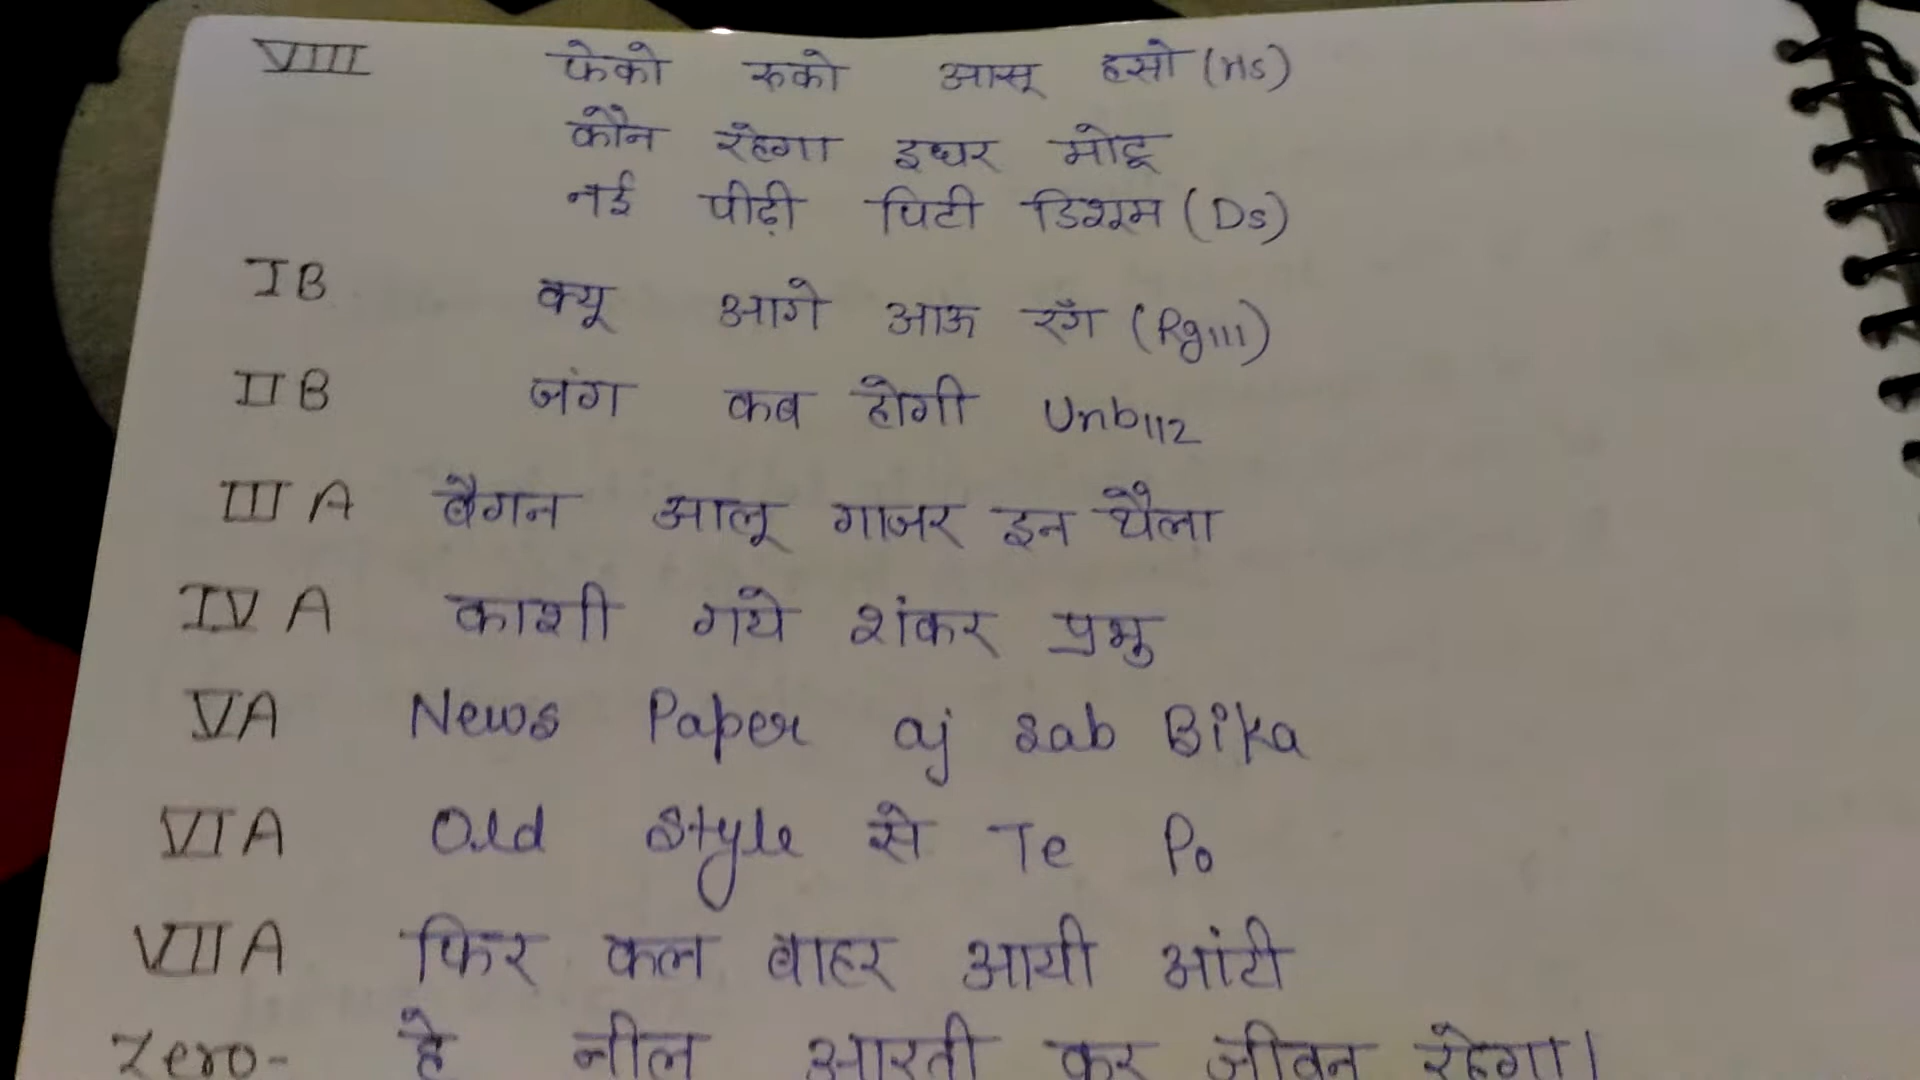 VIII फेको रुको आसू हसो (Hs)
कौन रहेगा इधर मोटू
नई पीढ़ी पिटी डिशूम (Ds)
IB क्यू आगे आऊ रँग (Rg111)
IIB जंग कब होगी Unb112
III A बैगन आलू गाजर इन थैला
IV A काशी गये शंकर प्रभु
VA News Paper aj sab Bika
VIA Old Style से Te Po
VIIA फिर कल बाहर आयी आंटी
Zero- हे नील आरती कर जीवन रहेगा।